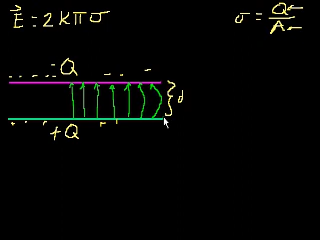 E = 2Kπσ
σ = Q/A
-Q
d
+Q